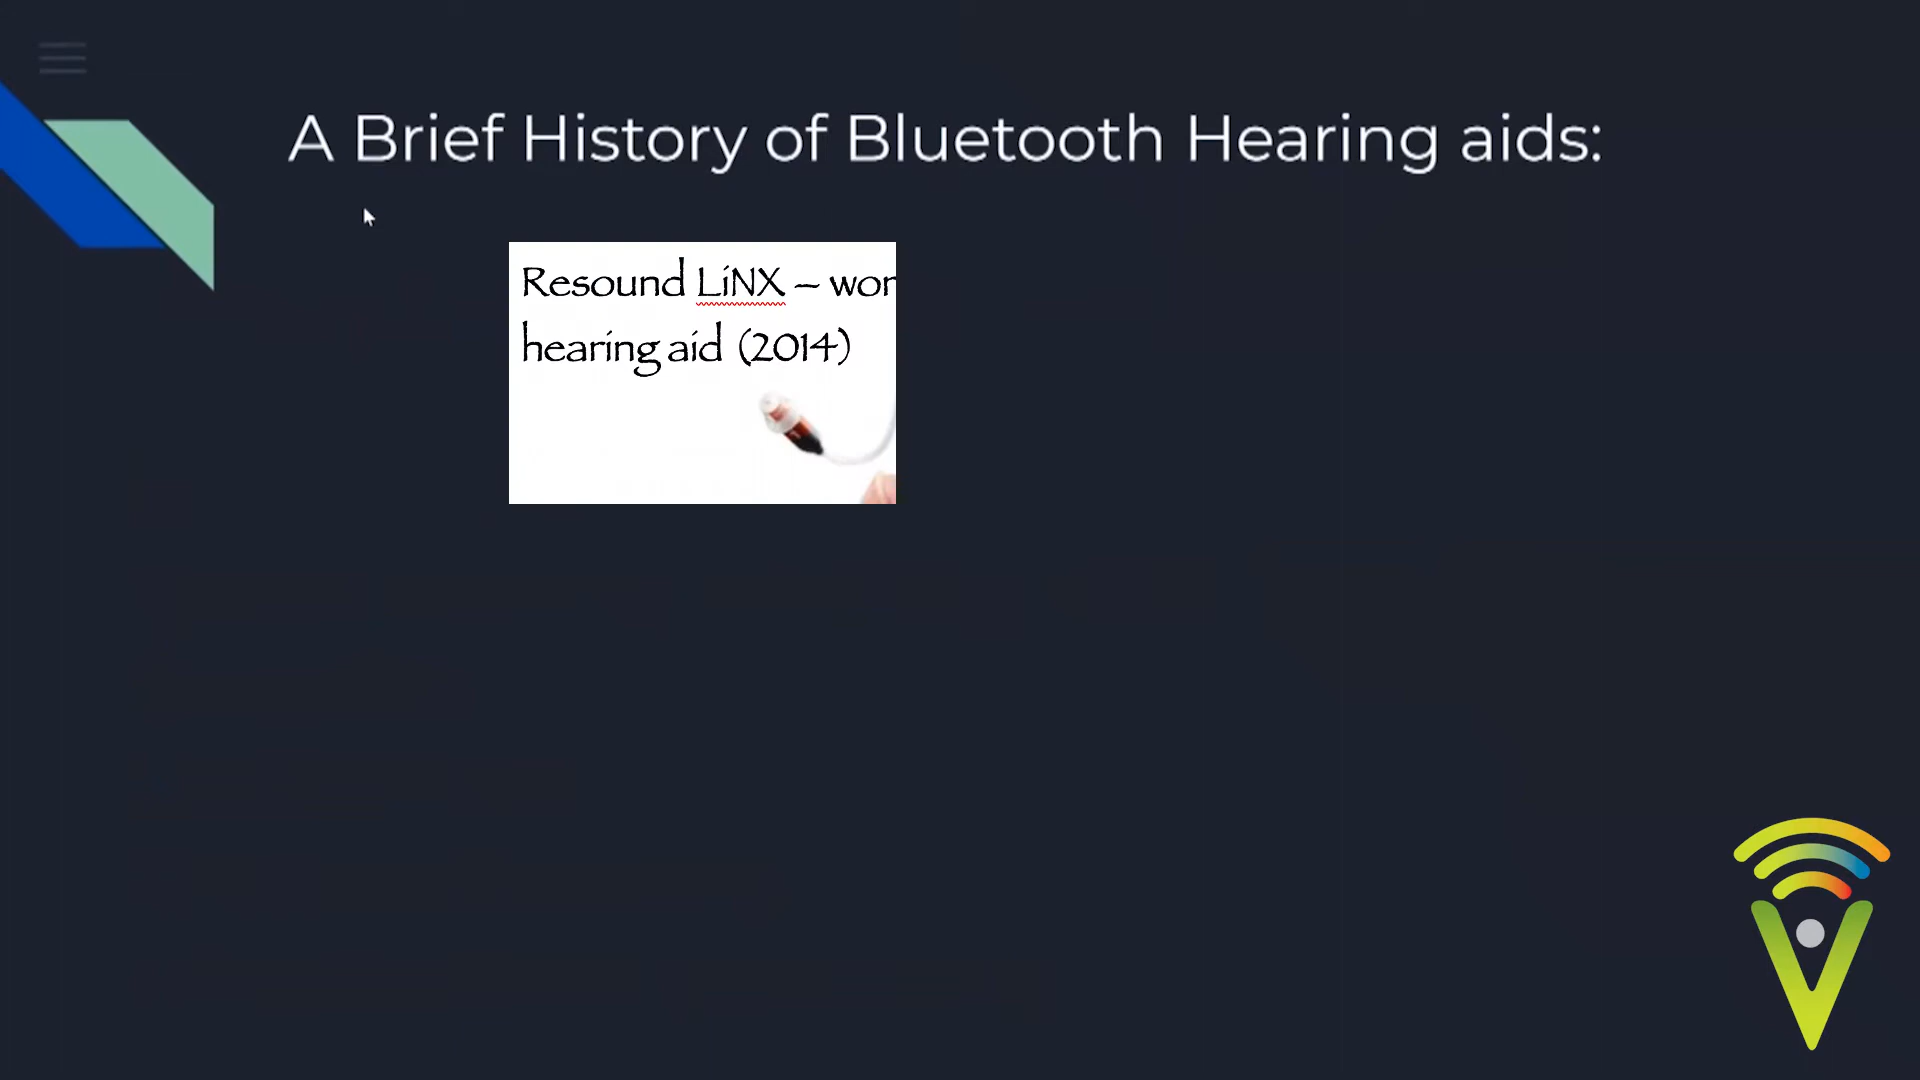 A Brief History of Bluetooth Hearing aids:
Resound LiNX – wor
hearing aid (2014)